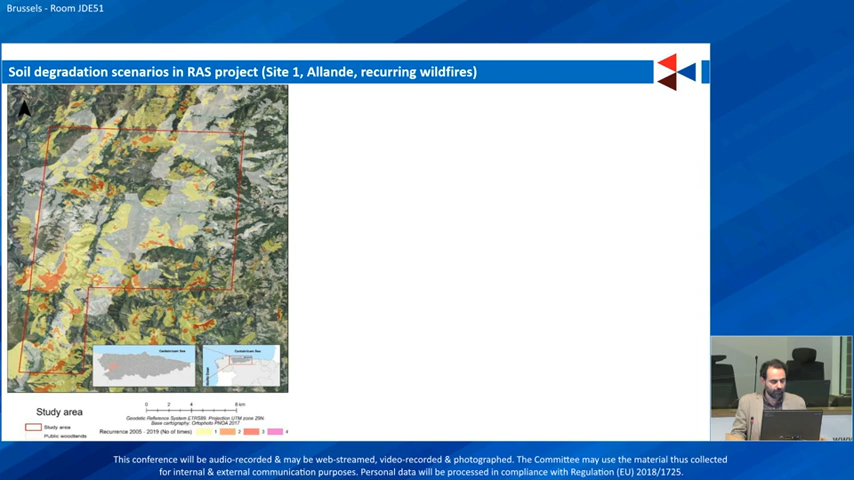 Brussels - Room JDE51
Soil degradation scenarios in RAS project (Site 1, Allande, recurring wildfires)
Cantabrican Sea
Cantabrican Sea
0 2 4 8 km
Study area
Geodetic Reference System ETRS89. Projection UTM zone 29N.
Base cartography: Ortophoto PNOA 2017
Study area
Public woodlands
Recurrence 2005 - 2019 (No of times) 1 2 3 4
This conference will be audio-recorded & may be web-streamed, video-recorded & photographed. The Committee may use the material thus collected
for internal & external communication purposes. Personal data will be processed in compliance with Regulation (EU) 2018/1725.